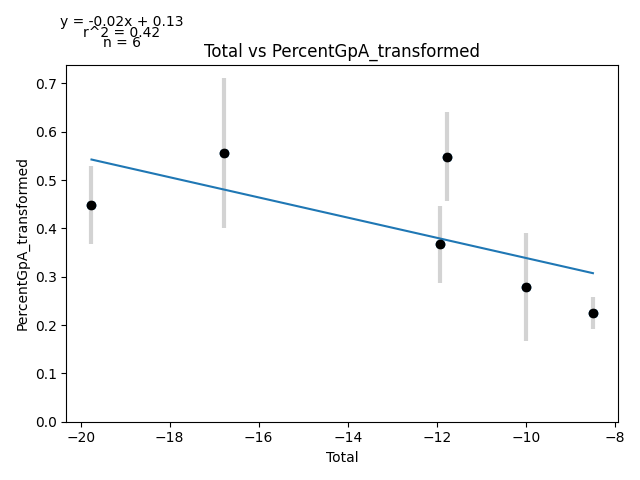 y = -0.02x + 0.13
r^2 = 0.42
n = 6
Total vs PercentGpA_transformed
0.7
0.6
0.5
0.4
0.3
0.2
0.1
0.0
PercentGpA_transformed
−20 −18 −16 −14 −12 −10 −8
Total